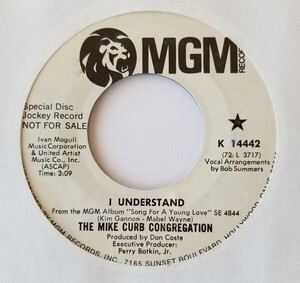 MGM
RECORDS
Special Disc
Jockey Record
NOT FOR SALE
Ivan Mogull
MusicCorporation
& United Artist
Music Co., Inc.
(ASCAP)
Time: 3:09
K 14442
(72 L 3717)
Vocal Arrangements
by Bob Summers
I UNDERSTAND
From the MGM Album "Song For A Young Love" SE 4844
(Kim Gannon - Mabel Wayne)
THE MIKE CURB CONGREGATION
Produced by Don Costa
Executive Producer:
Perry Botkin, Jr.
MGM RECORDS INC., 7165 SUNSET BOULEVARD, HOLLYWOOD